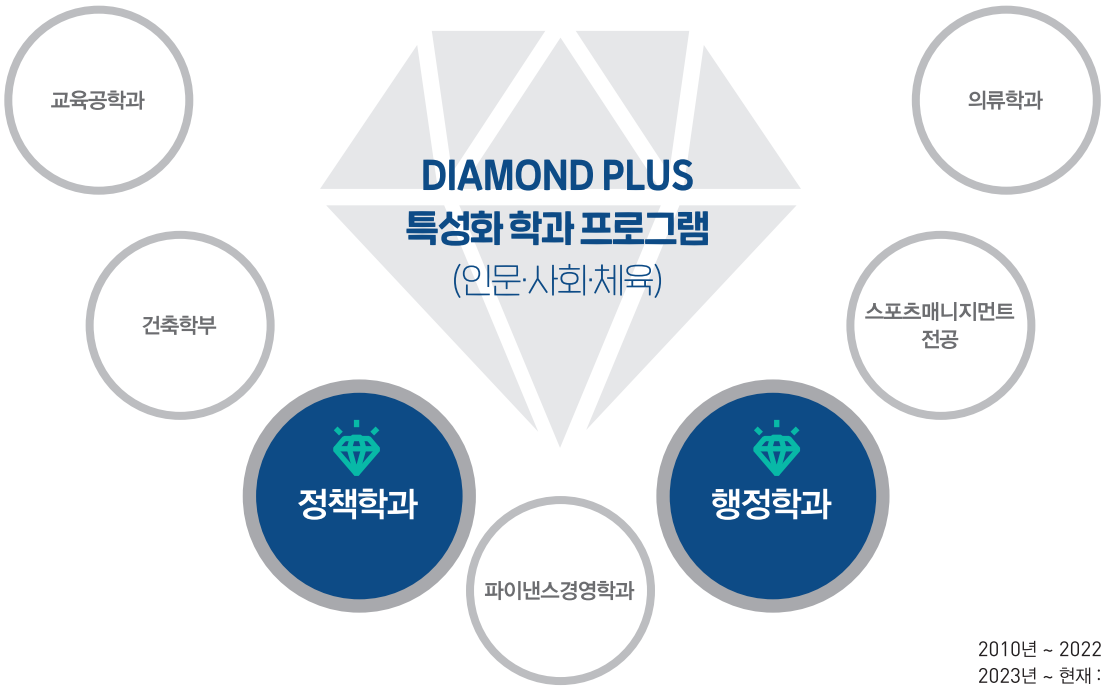 교육공학과
의류학과
DIAMOND PLUS
특성화 학과 프로그램
(인문·사회·체육)
건축학부
스포츠매니지먼트
전공
정책학과
행정학과
파이낸스경영학과
2010년 ~ 2022
2023년 ~ 현재 :